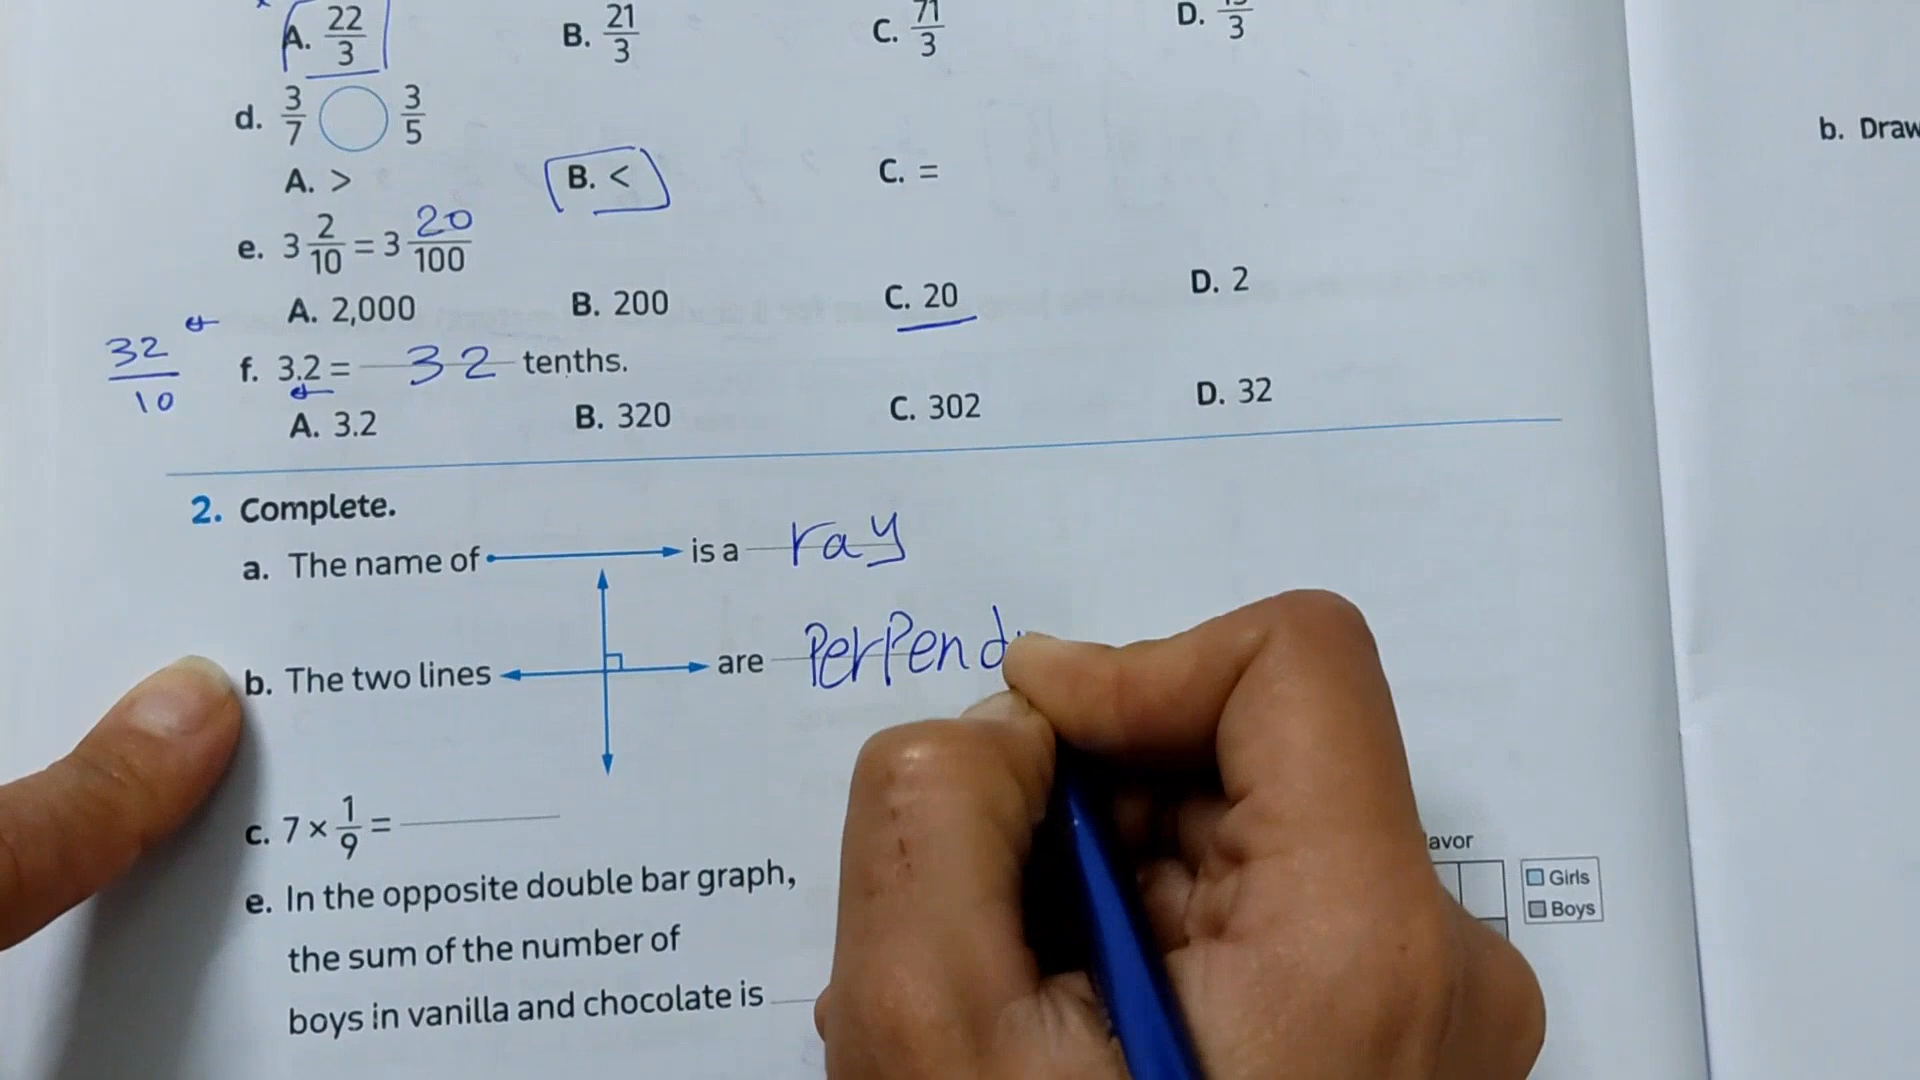 A. 22/3 B. 21/3 C. 71/3 D. /3
b. Draw
d. 3/7 3/5
A. > B. < C. =
e. 3 2/10 = 3 20/100
A. 2,000 B. 200 C. 20 D. 2
32/10
f. 3.2 = 32 tenths.
A. 3.2 B. 320 C. 302 D. 32
2. Complete.
a. The name of is a ray
b. The two lines are PerPend
c. 7 × 1/9 =
avor
Girls
Boys
e. In the opposite double bar graph,
the sum of the number of
boys in vanilla and chocolate is